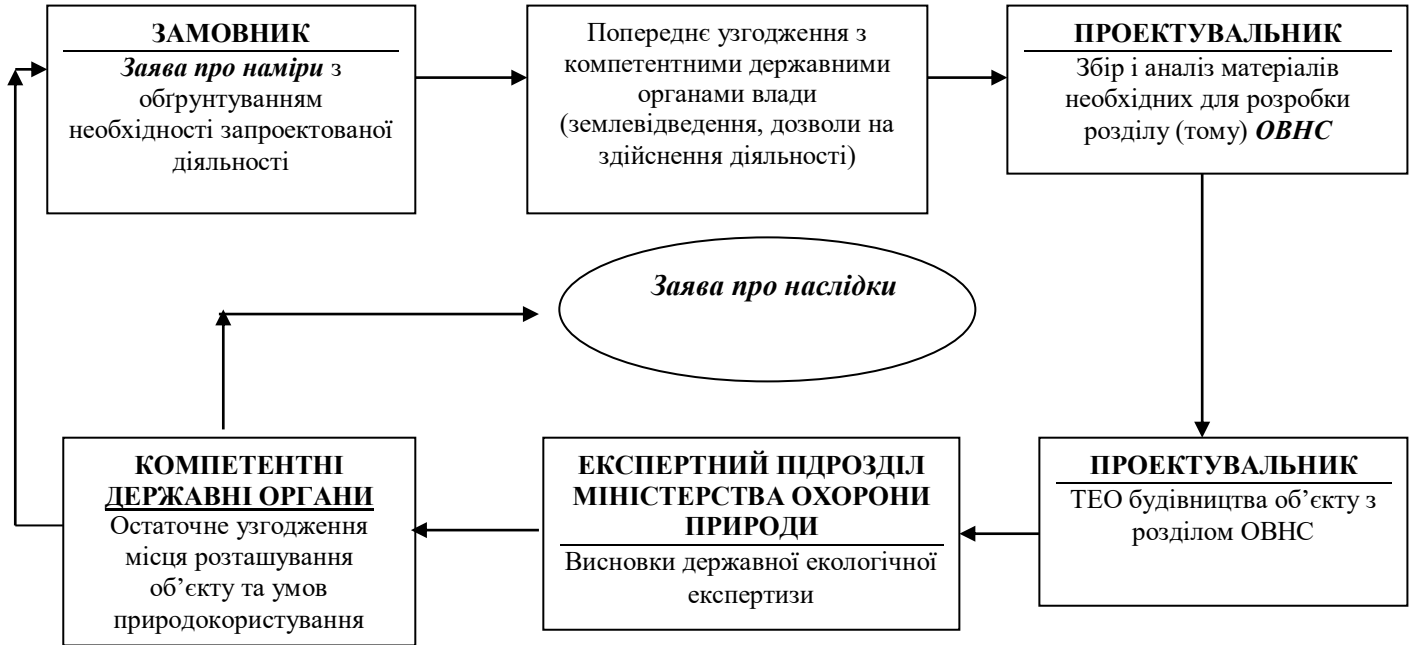 ЗАМОВНИК
Заява про наміри з
обґрунтуванням
необхідності запроектованої
діяльності
Попереднє узгодження з
компетентними державними
органами влади
(землевідведення, дозволи на
здійснення діяльності)
ПРОЕКТУВАЛЬНИК
Збір і аналіз матеріалів
необхідних для розробки
розділу (тому) ОВНС
Заява про наслідки
КОМПЕТЕНТНІ
ДЕРЖАВНІ ОРГАНИ
Остаточне узгодження
місця розташування
об’єкту та умов
природокористування
ЕКСПЕРТНИЙ ПІДРОЗДІЛ
МІНІСТЕРСТВА ОХОРОНИ
ПРИРОДИ
Висновки державної екологічної
експертизи
ПРОЕКТУВАЛЬНИК
ТЕО будівництва об’єкту з
розділом ОВНС